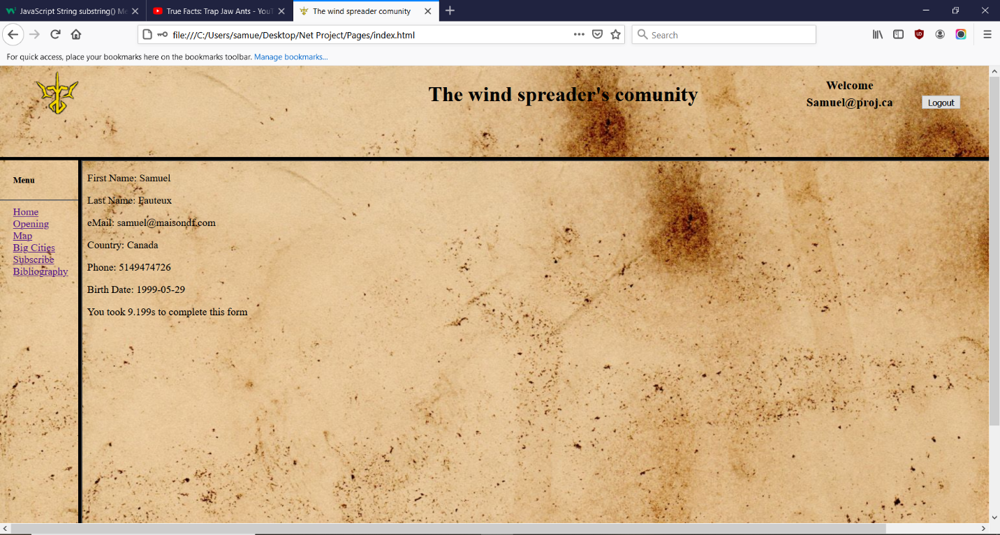 JavaScript String substring() Me
True Facts: Trap Jaw Ants - YouT
The wind spreader comunity
file:///C:/Users/samue/Desktop/Net Project/Pages/index.html
Search
For quick access, place your bookmarks here on the bookmarks toolbar. Manage bookmarks...
The wind spreader's comunity
Welcome
Samuel@proj.ca
Logout
Menu
Home
Opening
Map
Big Cities
Subscribe
Bibliography
First Name: Samuel
Last Name: Fauteux
eMail: samuel@maisondf.com
Country: Canada
Phone: 5149474726
Birth Date: 1999-05-29
You took 9.199s to complete this form